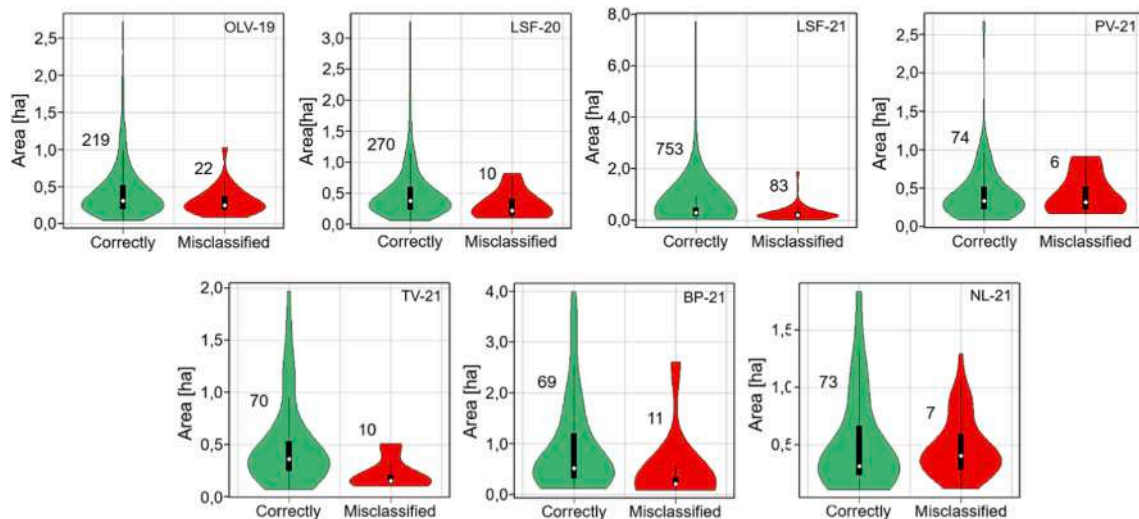 OLV-19
Area [ha]
2,5
2,0
1,5
1,0
0,5
0,0
219
22
Correctly
Misclassified
LSF-20
Area[ha]
3,0
2,5
2,0
1,5
1,0
0,5
0,0
270
10
Correctly
Misclassified
LSF-21
Area [ha]
8,0
6,0
4,0
2,0
0,0
753
83
Correctly
Misclassified
PV-21
Area [ha]
2,5
2,0
1,5
1,0
0,5
0,0
74
6
Correctly
Misclassified
TV-21
Area [ha]
2,0
1,5
1,0
0,5
0,0
70
10
Correctly
Misclassified
BP-21
Area [ha]
4,0
3,0
2,0
1,0
0,0
69
11
Correctly
Misclassified
NL-21
Area [ha]
1,5
1,0
0,5
73
7
Correctly
Misclassified